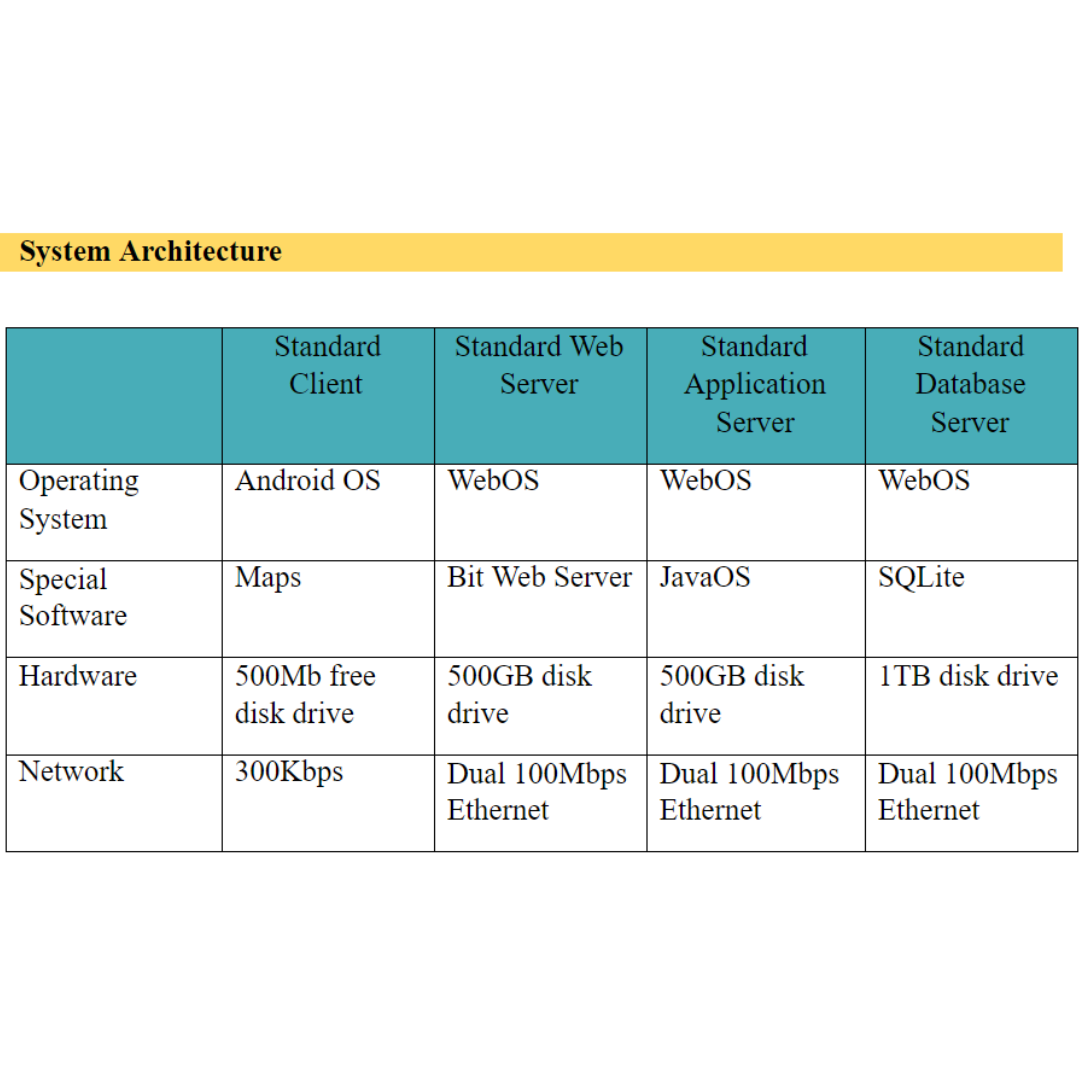 System Architecture
Standard Client
Standard Web Server
Standard Application Server
Standard Database Server
Operating System
Android OS
WebOS
WebOS
WebOS
Special Software
Maps
Bit Web Server
JavaOS
SQLite
Hardware
500Mb free disk drive
500GB disk drive
500GB disk drive
1TB disk drive
Network
300Kbps
Dual 100Mbps Ethernet
Dual 100Mbps Ethernet
Dual 100Mbps Ethernet